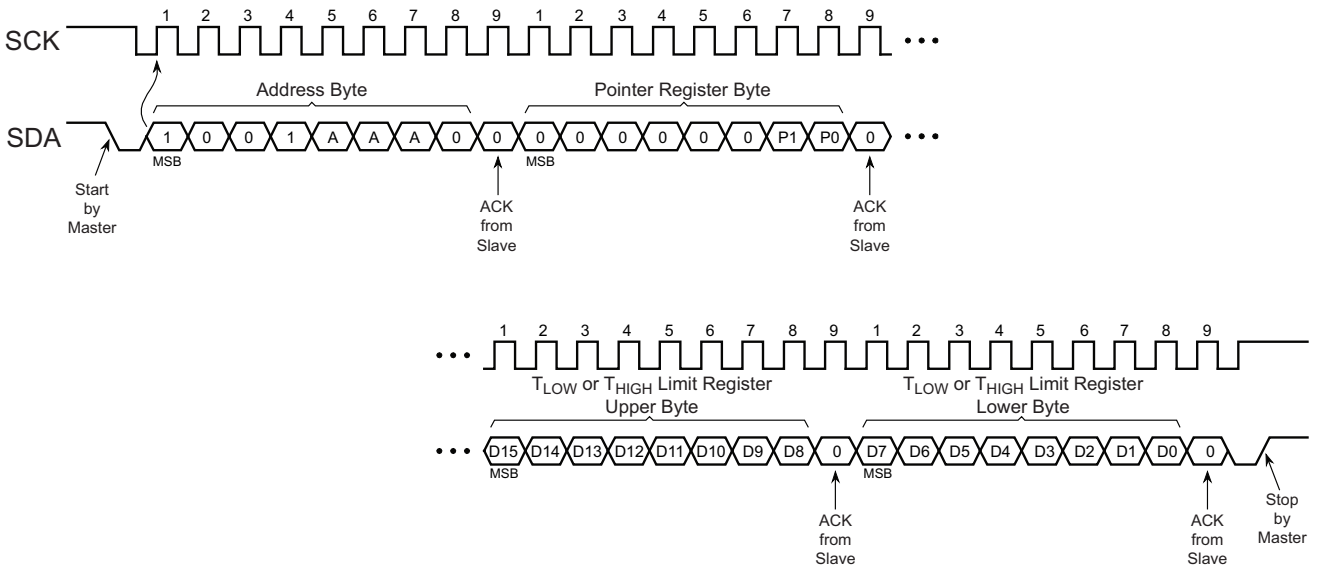 1 2 3 4 5 6 7 8 9 1 2 3 4 5 6 7 8 9
SCK
Address Byte Pointer Register Byte
SDA 1 0 0 1 A A A 0 0 0 0 0 0 0 0 P1 P0 0
MSB MSB
Start
by
Master
ACK
from
Slave
ACK
from
Slave
1 2 3 4 5 6 7 8 9 1 2 3 4 5 6 7 8 9
TLOW or THIGH Limit Register
Upper Byte
TLOW or THIGH Limit Register
Lower Byte
D15 D14 D13 D12 D11 D10 D9 D8 0 D7 D6 D5 D4 D3 D2 D1 D0 0
MSB MSB
ACK
from
Slave
ACK
from
Slave
Stop
by
Master